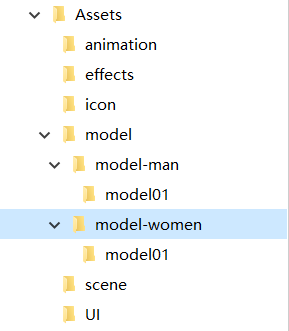 Assets
animation
effects
icon
model
model-man
model01
model-women
model01
scene
UI